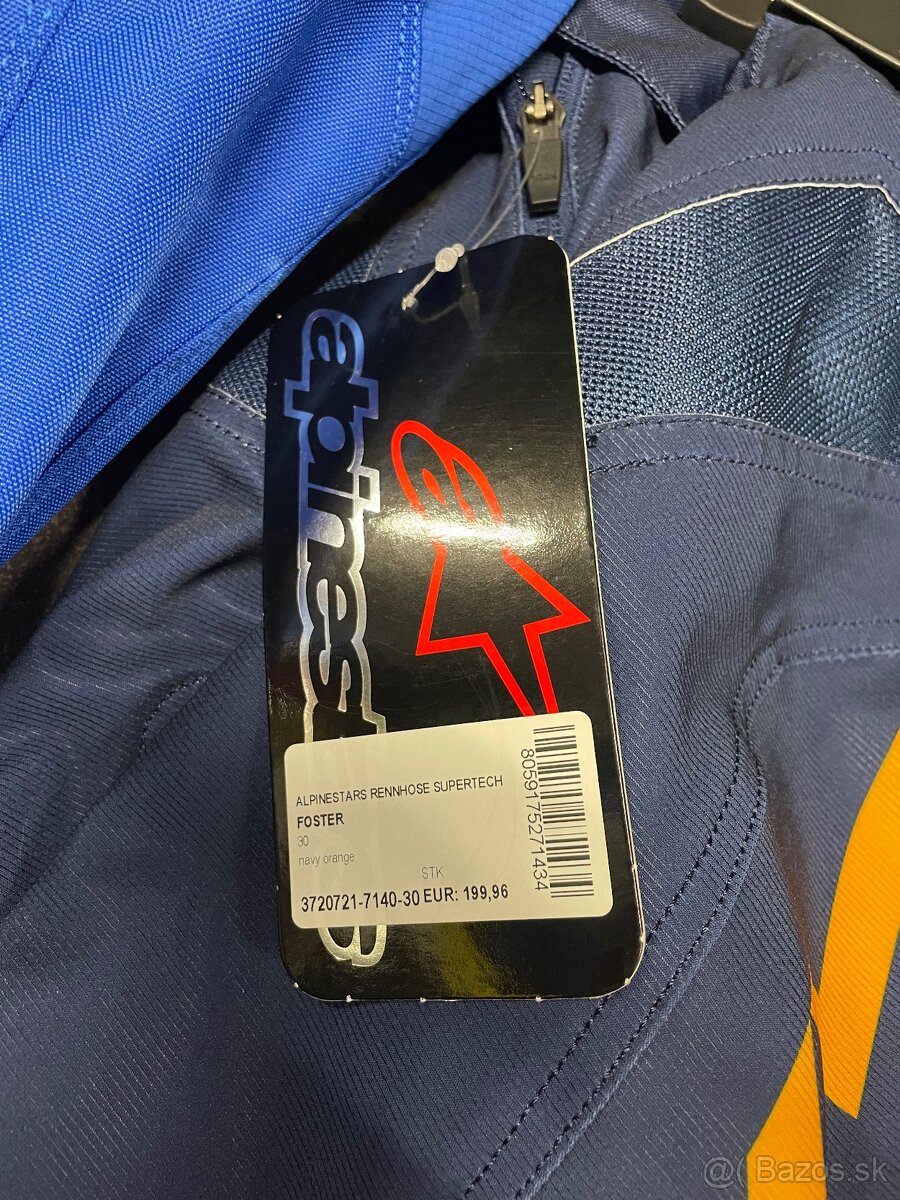 alpinestars
ALPINESTARS RENNHOSE SUPERTECH
FOSTER
30
navy orange
STK
3720721-7140-30 EUR: 199,96
8059175271434
@( Bazos.sk